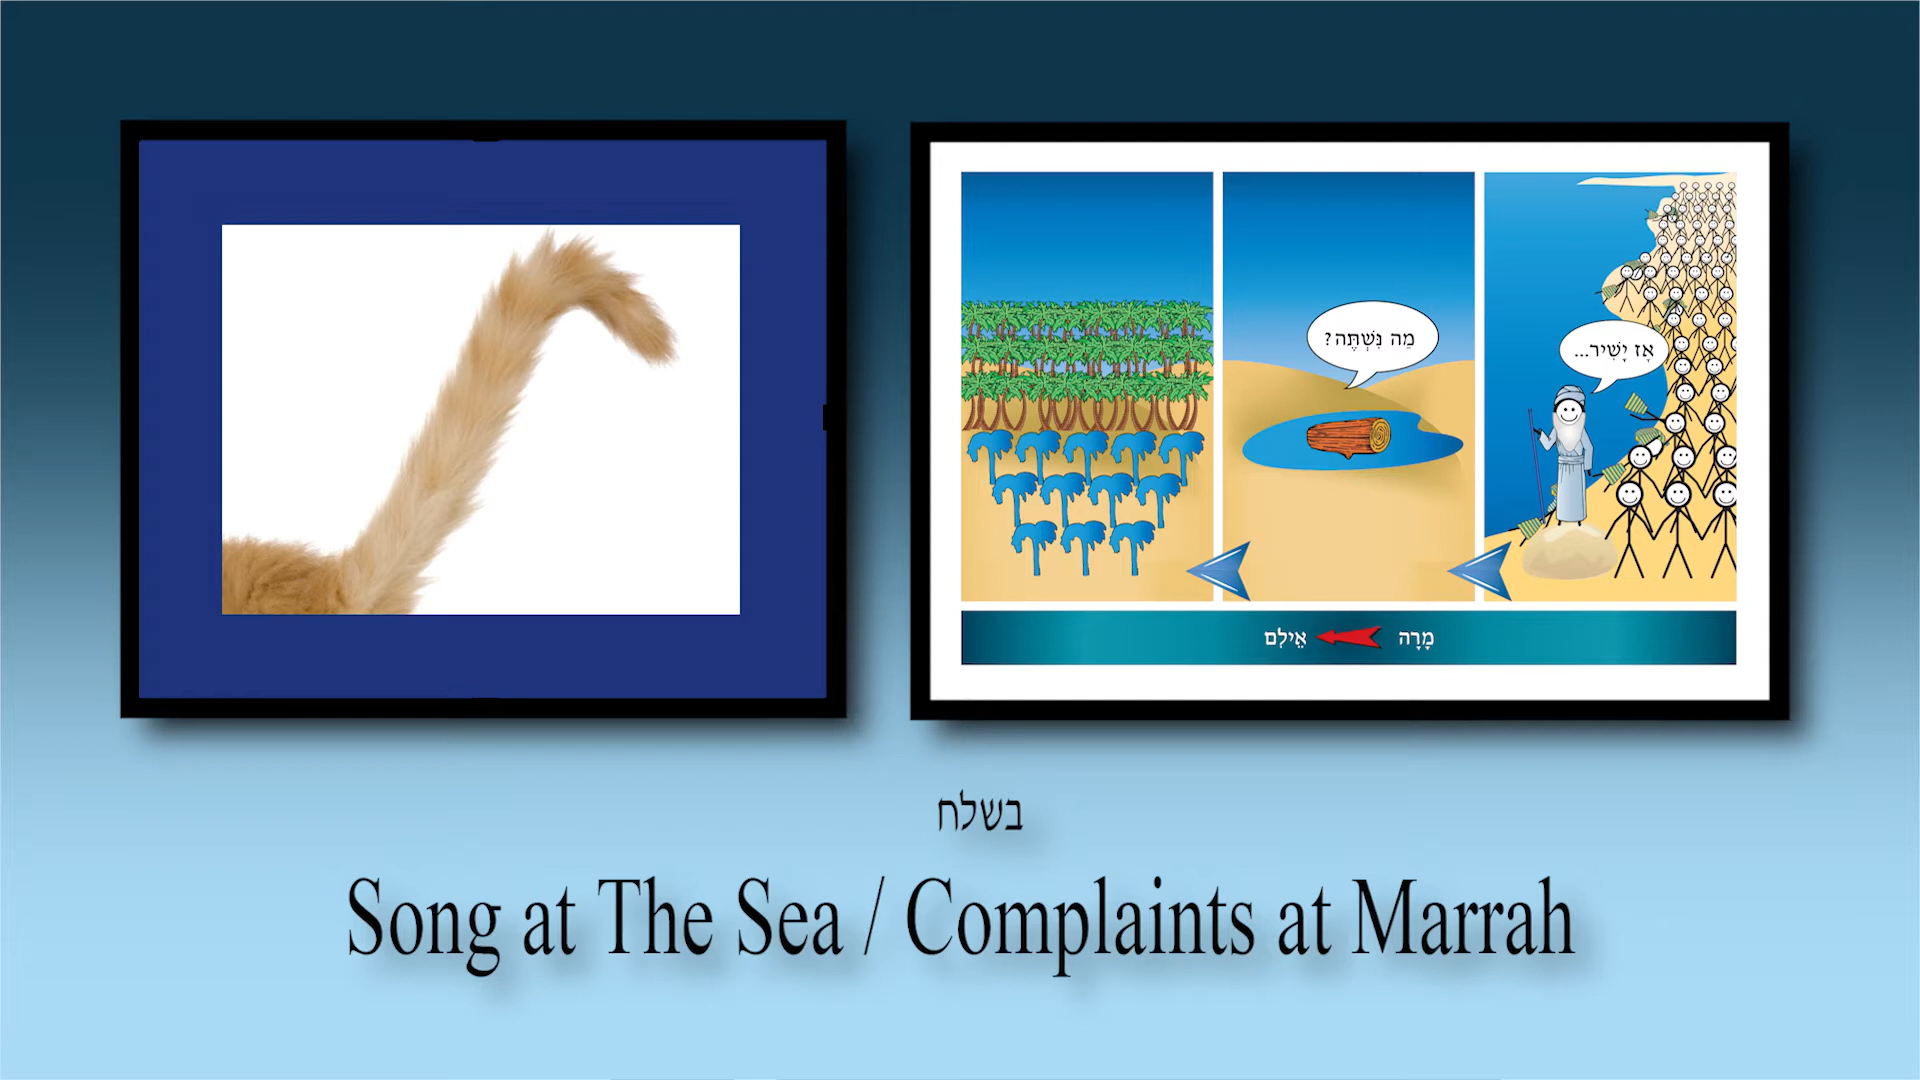 מַה נִּשְׁתֶּה?
אָז יָשִׁיר...
מָרָה
אֵילִם
בשלח
Song at The Sea / Complaints at Marrah